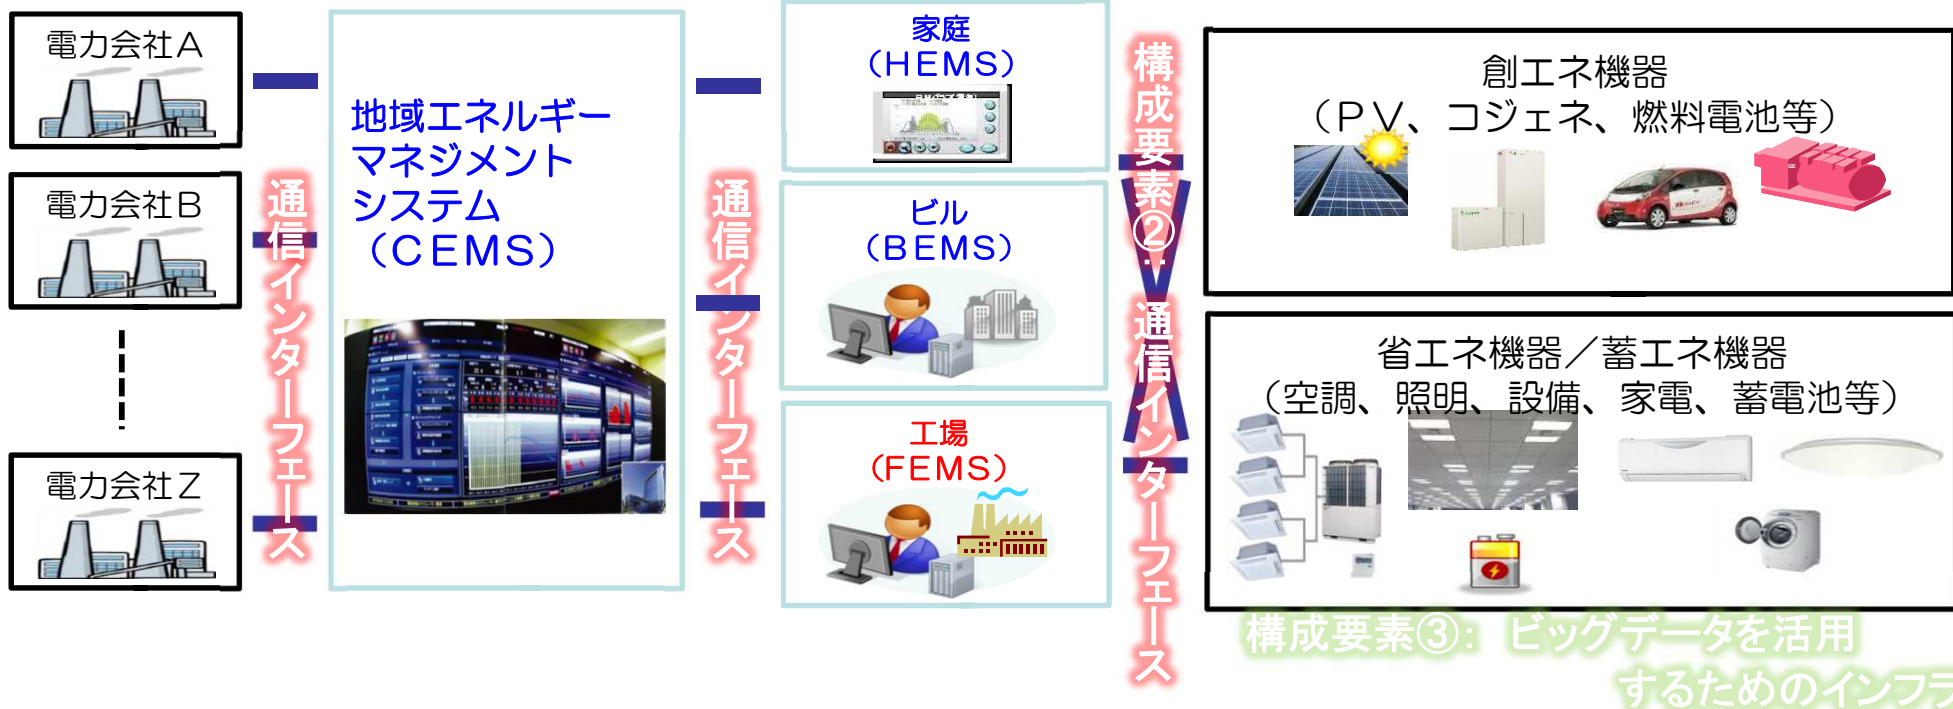 電力会社A
電力会社B
電力会社Z
通信インターフェース
地域エネルギー
マネジメント
システム
(CEMS)
通信インターフェース
家庭
(HEMS)
ビル
(BEMS)
工場
(FEMS)
構成要素②:通信インターフェース
創エネ機器
(PV、コジェネ、燃料電池等)
省エネ機器／蓄エネ機器
(空調、照明、設備、家電、蓄電池等)
構成要素③: ビッグデータを活用
するためのインフラ